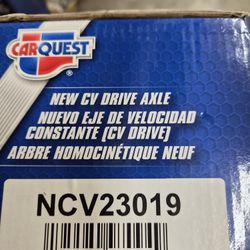 CARQUEST®
NEW CV DRIVE AXLE
NUEVO EJE DE VELOCIDAD
CONSTANTE (CV DRIVE)
ARBRE HOMOCINÉTIQUE NEUF
NCV23019